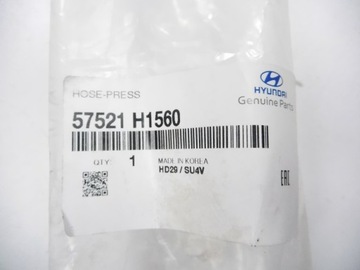 HOSE-PRESS
HYUNDAI
Genuine Parts
57521 H1560
QTY: 1
MADE IN KOREA
HD29 / SU4V
EAC